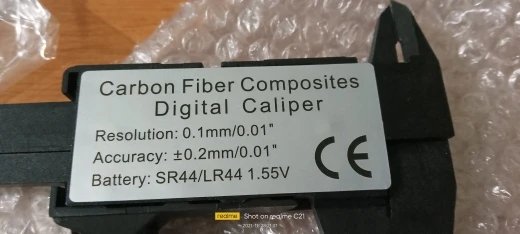 Carbon Fiber Composites
Digital Caliper
Resolution: 0.1mm/0.01"
Accuracy: ±0.2mm/0.01"
Battery: SR44/LR44 1.55V
CE
realme Shot on realme C21